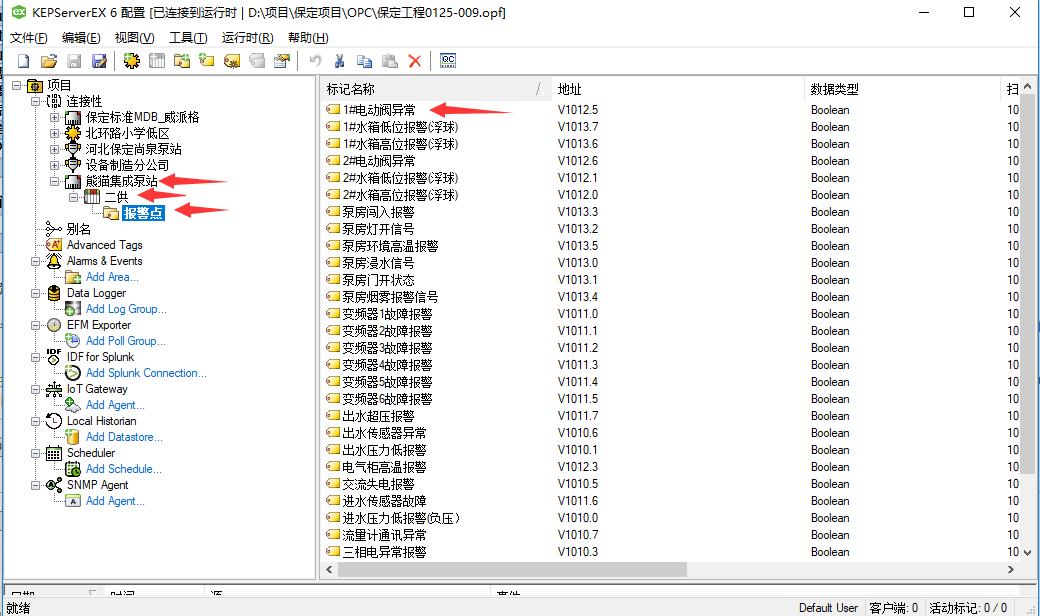 KEPServerEX 6 配置 [已连接到运行时 | D:\项目\保定项目\OPC\保定工程0125-009.opf]
文件(F) 编辑(E) 视图(V) 工具(T) 运行时(R) 帮助(H)
项目
连接性
保定标准MDB_威派格
北环路小学低区
河北保定尚泉泵站
设备制造分公司
熊猫集成泵站
二供
报警点
别名
Advanced Tags
Alarms & Events
Add Area...
Data Logger
Add Log Group...
EFM Exporter
Add Poll Group...
IDF for Splunk
Add Splunk Connection...
IoT Gateway
Add Agent...
Local Historian
Add Datastore...
Scheduler
Add Schedule...
SNMP Agent
Add Agent...
标记名称 / 地址 数据类型 扫
1#电动阀异常 V1012.5 Boolean 10
1#水箱低位报警(浮球) V1013.7 Boolean 10
1#水箱高位报警(浮球) V1013.6 Boolean 10
2#电动阀异常 V1012.6 Boolean 10
2#水箱低位报警(浮球) V1012.1 Boolean 10
2#水箱高位报警(浮球) V1012.0 Boolean 10
泵房闯入报警 V1013.3 Boolean 10
泵房灯开信号 V1013.2 Boolean 10
泵房环境高温报警 V1013.5 Boolean 10
泵房浸水信号 V1013.0 Boolean 10
泵房门开状态 V1013.1 Boolean 10
泵房烟雾报警信号 V1013.4 Boolean 10
变频器1故障报警 V1011.0 Boolean 10
变频器2故障报警 V1011.1 Boolean 10
变频器3故障报警 V1011.2 Boolean 10
变频器4故障报警 V1011.3 Boolean 10
变频器5故障报警 V1011.4 Boolean 10
变频器6故障报警 V1011.5 Boolean 10
出水超压报警 V1011.7 Boolean 10
出水传感器异常 V1010.6 Boolean 10
出水压力低报警 V1010.1 Boolean 10
电气柜高温报警 V1012.3 Boolean 10
交流失电报警 V1010.5 Boolean 10
进水传感器故障 V1011.6 Boolean 10
进水压力低报警(负压） V1010.0 Boolean 10
流量计通讯异常 V1010.7 Boolean 10
三相电异常报警 V1010.3 Boolean 10
日期 时间 源 事件
就绪 Default User 客户端: 0 活动标记: 0 / 0